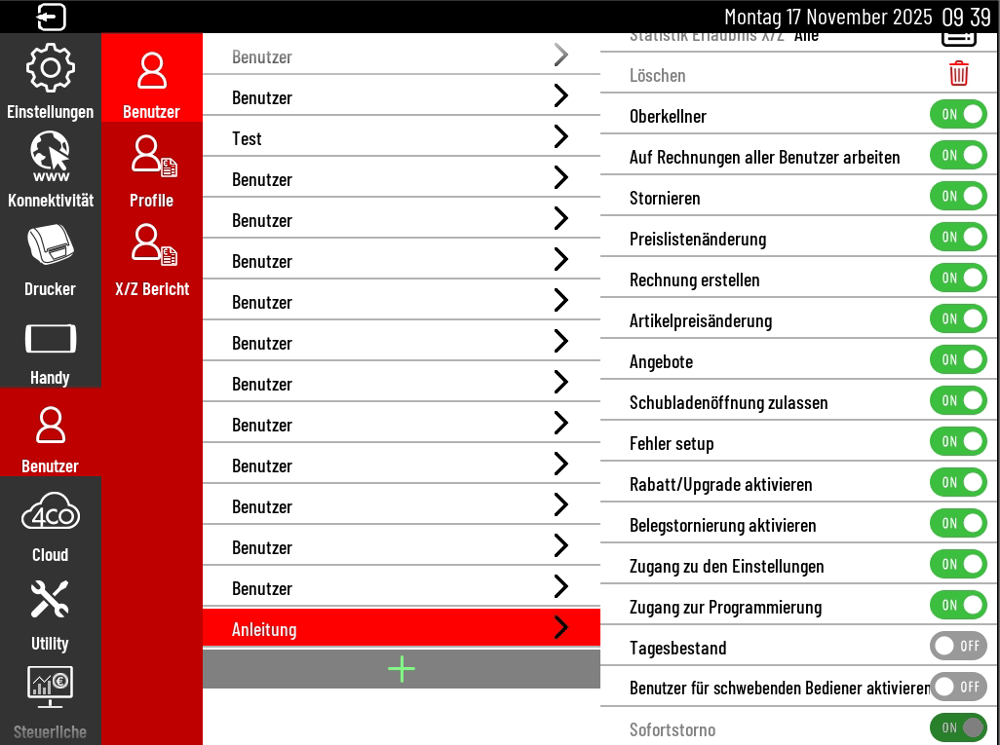 Montag 17 November 2025 09 39
Einstellungen
WWW
Konnektivität
Drucker
Handy
Benutzer
4CO
Cloud
Utility
€
Steuerliche
Benutzer
€
Profile
€
X/Z Bericht
Benutzer
Benutzer
Test
Benutzer
Benutzer
Benutzer
Benutzer
Benutzer
Benutzer
Benutzer
Benutzer
Benutzer
Benutzer
Benutzer
Anleitung
Statistik Erlaubnis X/Z Alle
Löschen
Oberkellner ON
Auf Rechnungen aller Benutzer arbeiten ON
Stornieren ON
Preislistenänderung ON
Rechnung erstellen ON
Artikelpreisänderung ON
Angebote ON
Schubladenöffnung zulassen ON
Fehler setup ON
Rabatt/Upgrade aktivieren ON
Belegstornierung aktivieren ON
Zugang zu den Einstellungen ON
Zugang zur Programmierung ON
Tagesbestand OFF
Benutzer für schwebenden Bediener aktivieren OFF
Sofortstorno ON